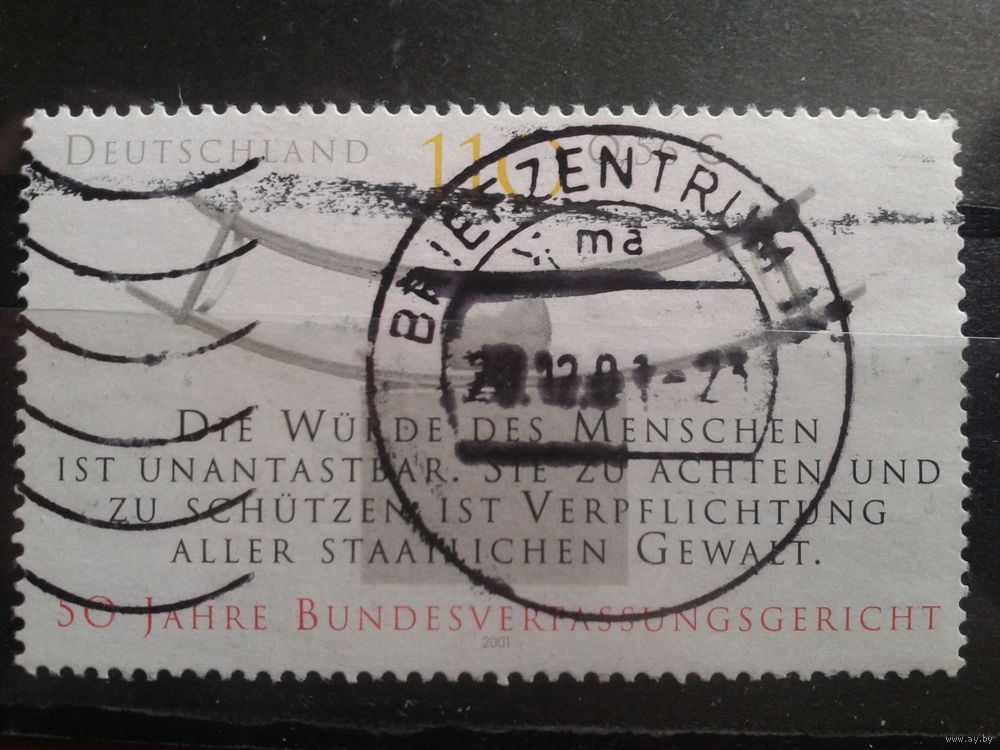 DEUTSCHLAND 110 0,56 €
BRIEFZENTRUM
ma
DIE WÜRDE DES MENSCHEN
IST UNANTASTBAR. SIE ZU ACHTEN UND
ZU SCHÜTZEN IST VERPFLICHTUNG
ALLER STAATLICHEN GEWALT.
50 JAHRE BUNDESVERFASSUNGSGERICHT
2001
www.ay.by